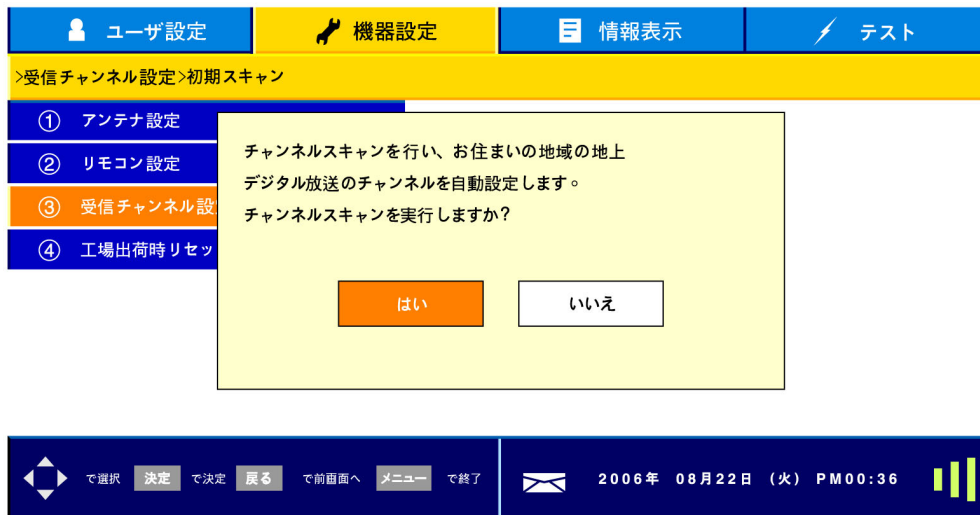 ユーザ設定
機器設定
情報表示
テスト
>受信チャンネル設定>初期スキャン
① アンテナ設定
② リモコン設定
③ 受信チャンネル設
④ 工場出荷時リセッ
チャンネルスキャンを行い、お住まいの地域の地上
デジタル放送のチャンネルを自動設定します。
チャンネルスキャンを実行しますか?
はい
いいえ
で選択 決定 で決定 戻る で前画面へ メニュー で終了
2006年 08月22日 (火) PM00:36